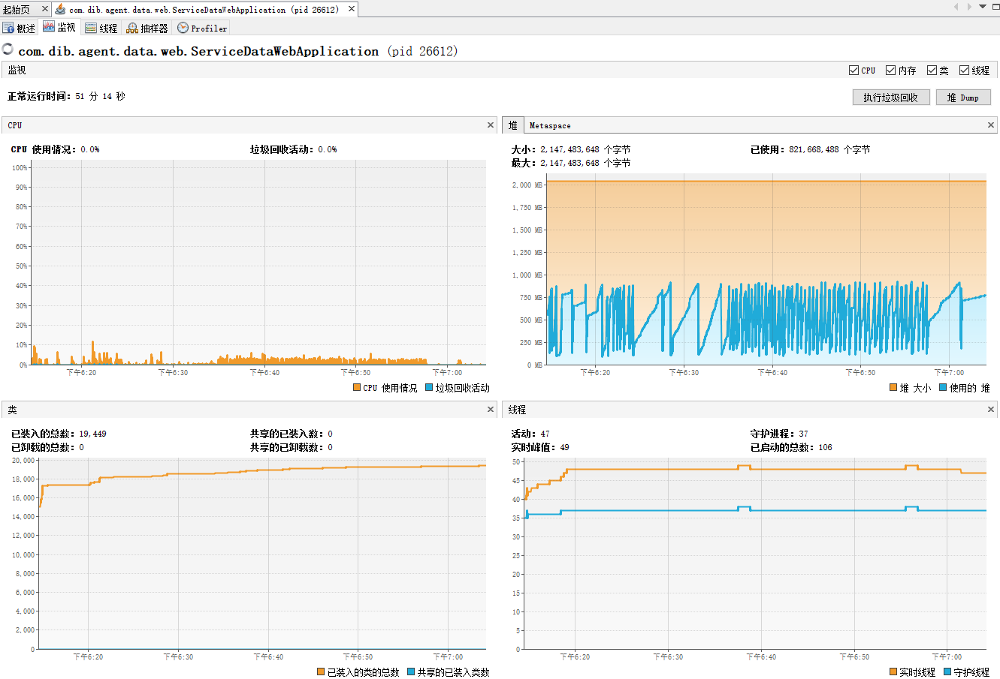 起始页
com.dib.agent.data.web.ServiceDataWebApplication (pid 26612)
概述 监视 线程 抽样器 Profiler
com.dib.agent.data.web.ServiceDataWebApplication (pid 26612)
监视
CPU 内存 类 线程
正常运行时间：51 分 14 秒
执行垃圾回收 堆 Dump
CPU
CPU 使用情况：0.0% 垃圾回收活动：0.0%
100%
90%
80%
70%
60%
50%
40%
30%
20%
10%
0%
下午6:20 下午6:30 下午6:40 下午6:50 下午7:00
CPU 使用情况 垃圾回收活动
堆 Metaspace
大小：2,147,483,648 个字节 已使用：821,668,488 个字节
最大：2,147,483,648 个字节
2,000 MB
1,750 MB
1,500 MB
1,250 MB
1,000 MB
750 MB
500 MB
250 MB
0 MB
下午6:20 下午6:30 下午6:40 下午6:50 下午7:00
堆 大小 使用的 堆
类
已装入的总数：19,449 共享的已装入数：0
已卸载的总数：0 共享的已卸载数：0
20,000
18,000
16,000
14,000
12,000
10,000
8,000
6,000
4,000
2,000
0
下午6:20 下午6:30 下午6:40 下午6:50 下午7:00
已装入的类的总数 共享的已装入类数
线程
活动：47 守护进程：37
实时峰值：49 已启动的总数：106
50
45
40
35
30
25
20
15
10
5
0
下午6:20 下午6:30 下午6:40 下午6:50 下午7:00
实时线程 守护线程